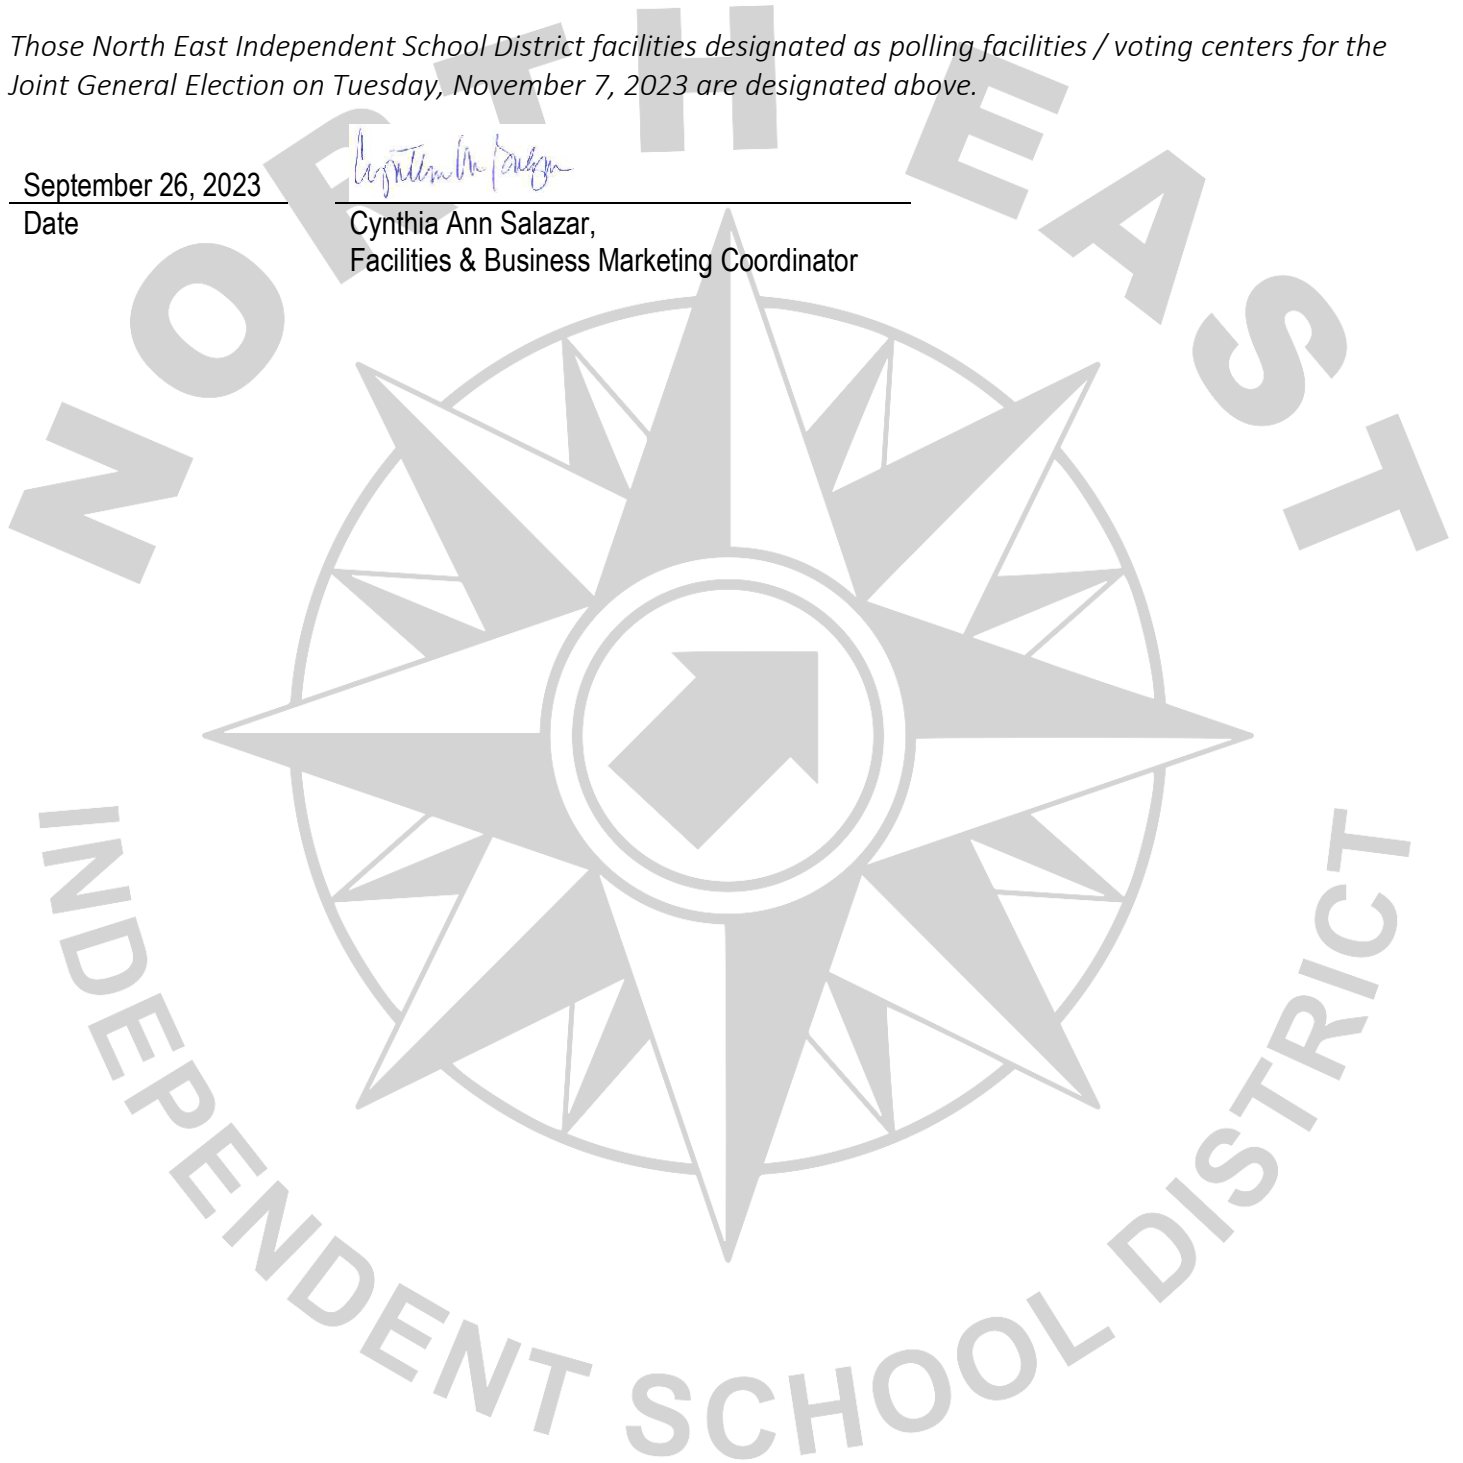 Those North East Independent School District facilities designated as polling facilities / voting centers for the
Joint General Election on Tuesday, November 7, 2023 are designated above.
September 26, 2023
Date
Cynthia Ann Salazar,
Facilities & Business Marketing Coordinator
NORTH EAST
INDEPENDENT SCHOOL DISTRICT